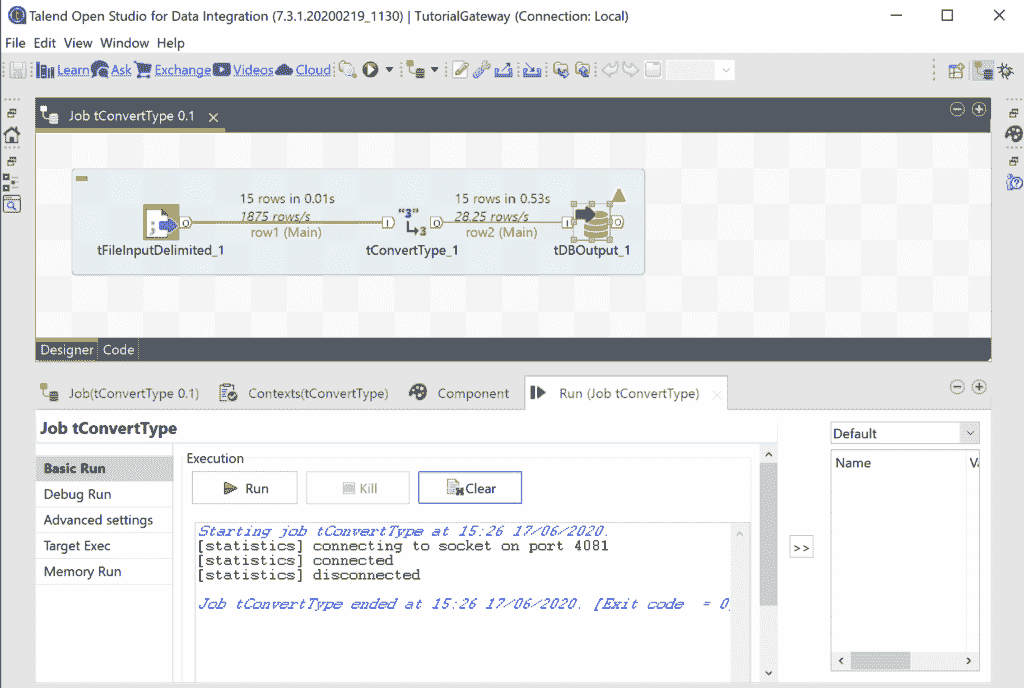 Talend Open Studio for Data Integration (7.3.1.20200219_1130) | TutorialGateway (Connection: Local)
File Edit View Window Help
Learn Ask Exchange Videos Cloud
Job tConvertType 0.1
15 rows in 0.01s
1875 rows/s
row1 (Main)
"3"
3
15 rows in 0.53s
28.25 rows/s
row2 (Main)
tFileInputDelimited_1
tConvertType_1
tDBOutput_1
Designer Code
Job(tConvertType 0.1) Contexts(tConvertType) Component Run (Job tConvertType)
Job tConvertType
Default
Basic Run
Debug Run
Advanced settings
Target Exec
Memory Run
Execution
Run Kill Clear
Starting job tConvertType at 15:26 17/06/2020.
[statistics] connecting to socket on port 4081
[statistics] connected
[statistics] disconnected
Job tConvertType ended at 15:26 17/06/2020. [Exit code = 0]
>>
Name